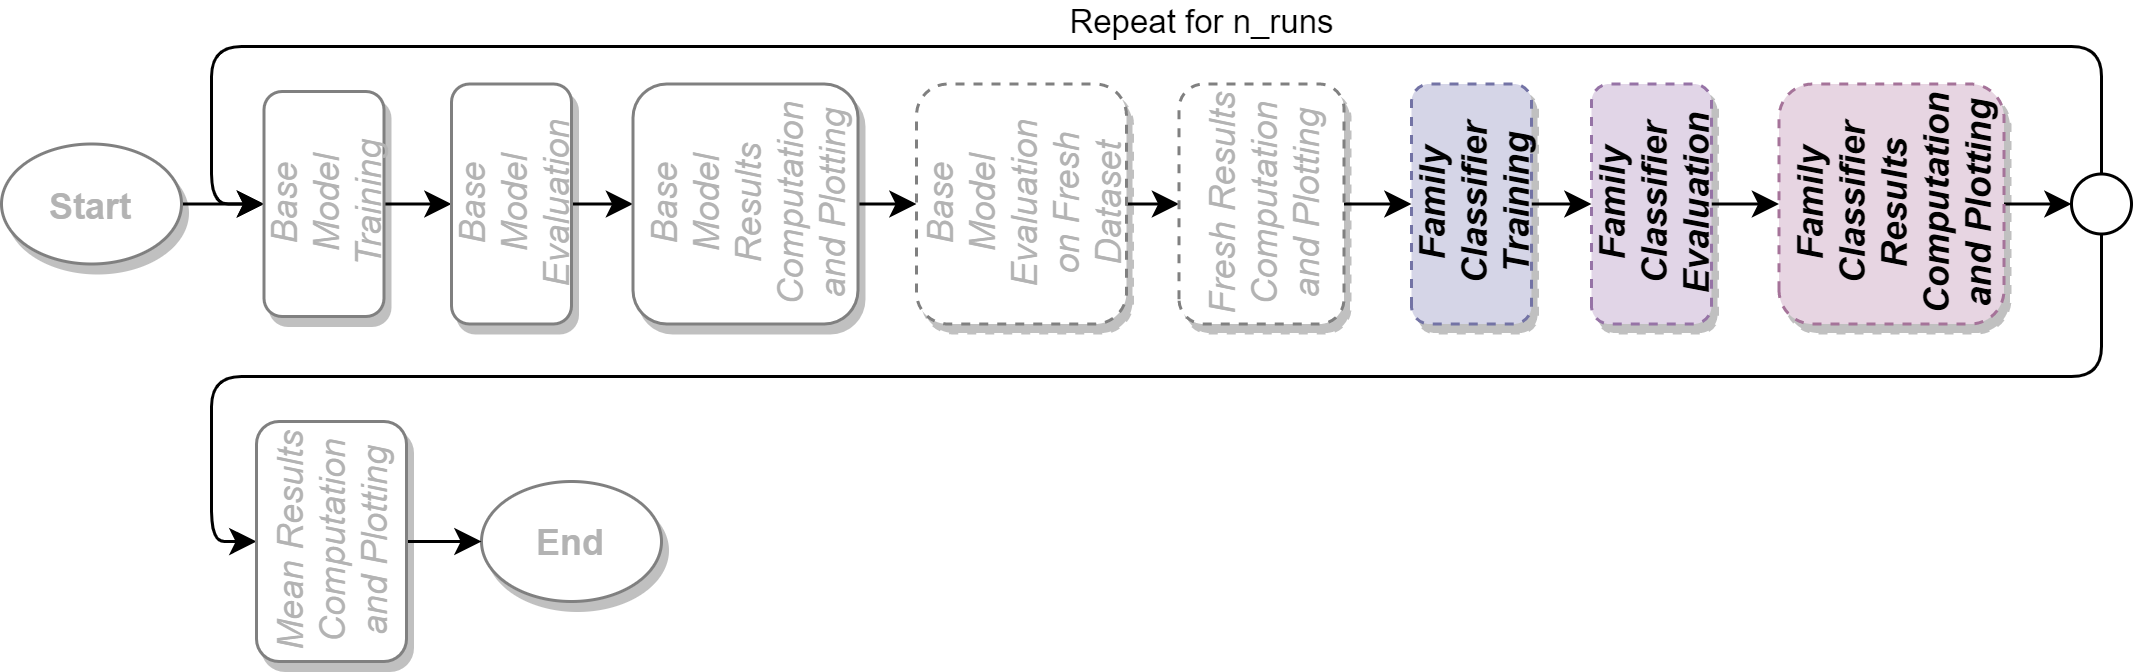 Repeat for n_runs
Start
Base
Model
Training
Base
Model
Evaluation
Base
Model
Results
Computation
and Plotting
Base
Model
Evaluation
on Fresh
Dataset
Fresh Results
Computation
and Plotting
Family
Classifier
Training
Family
Classifier
Evaluation
Family
Classifier
Results
Computation
and Plotting
Mean Results
Computation
and Plotting
End